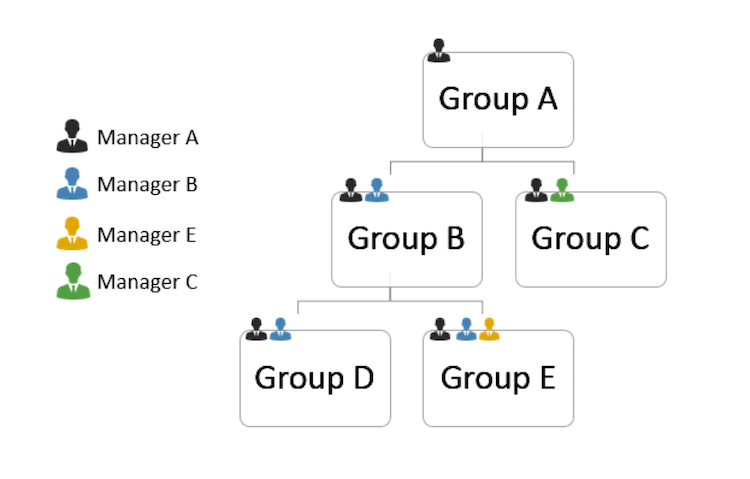 Group A
Manager A
Manager B
Manager E
Manager C
Group B
Group C
Group D
Group E